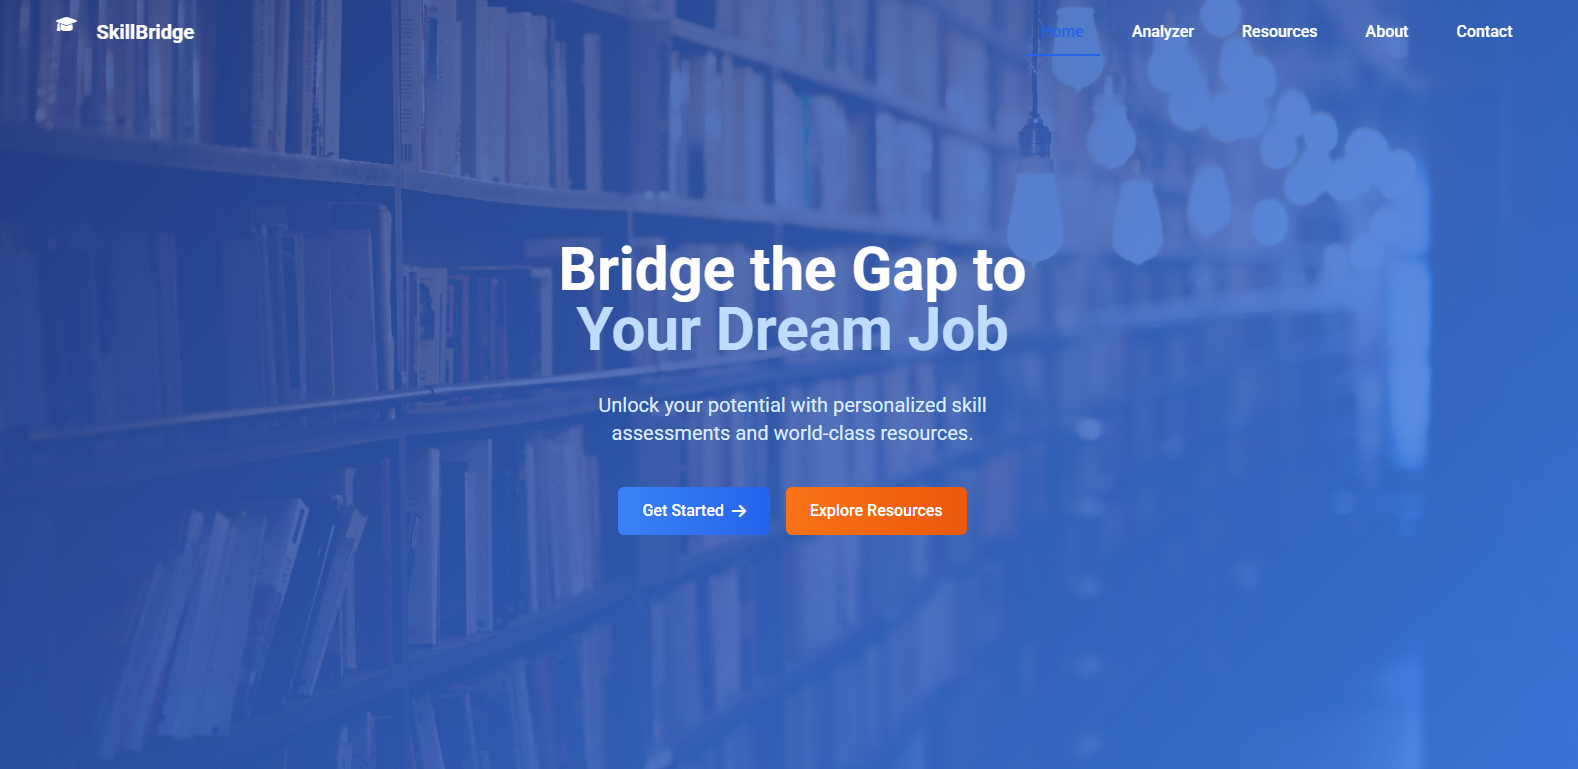 SkillBridge
Home Analyzer Resources About Contact
Bridge the Gap to
Your Dream Job
Unlock your potential with personalized skill
assessments and world-class resources.
Get Started → Explore Resources